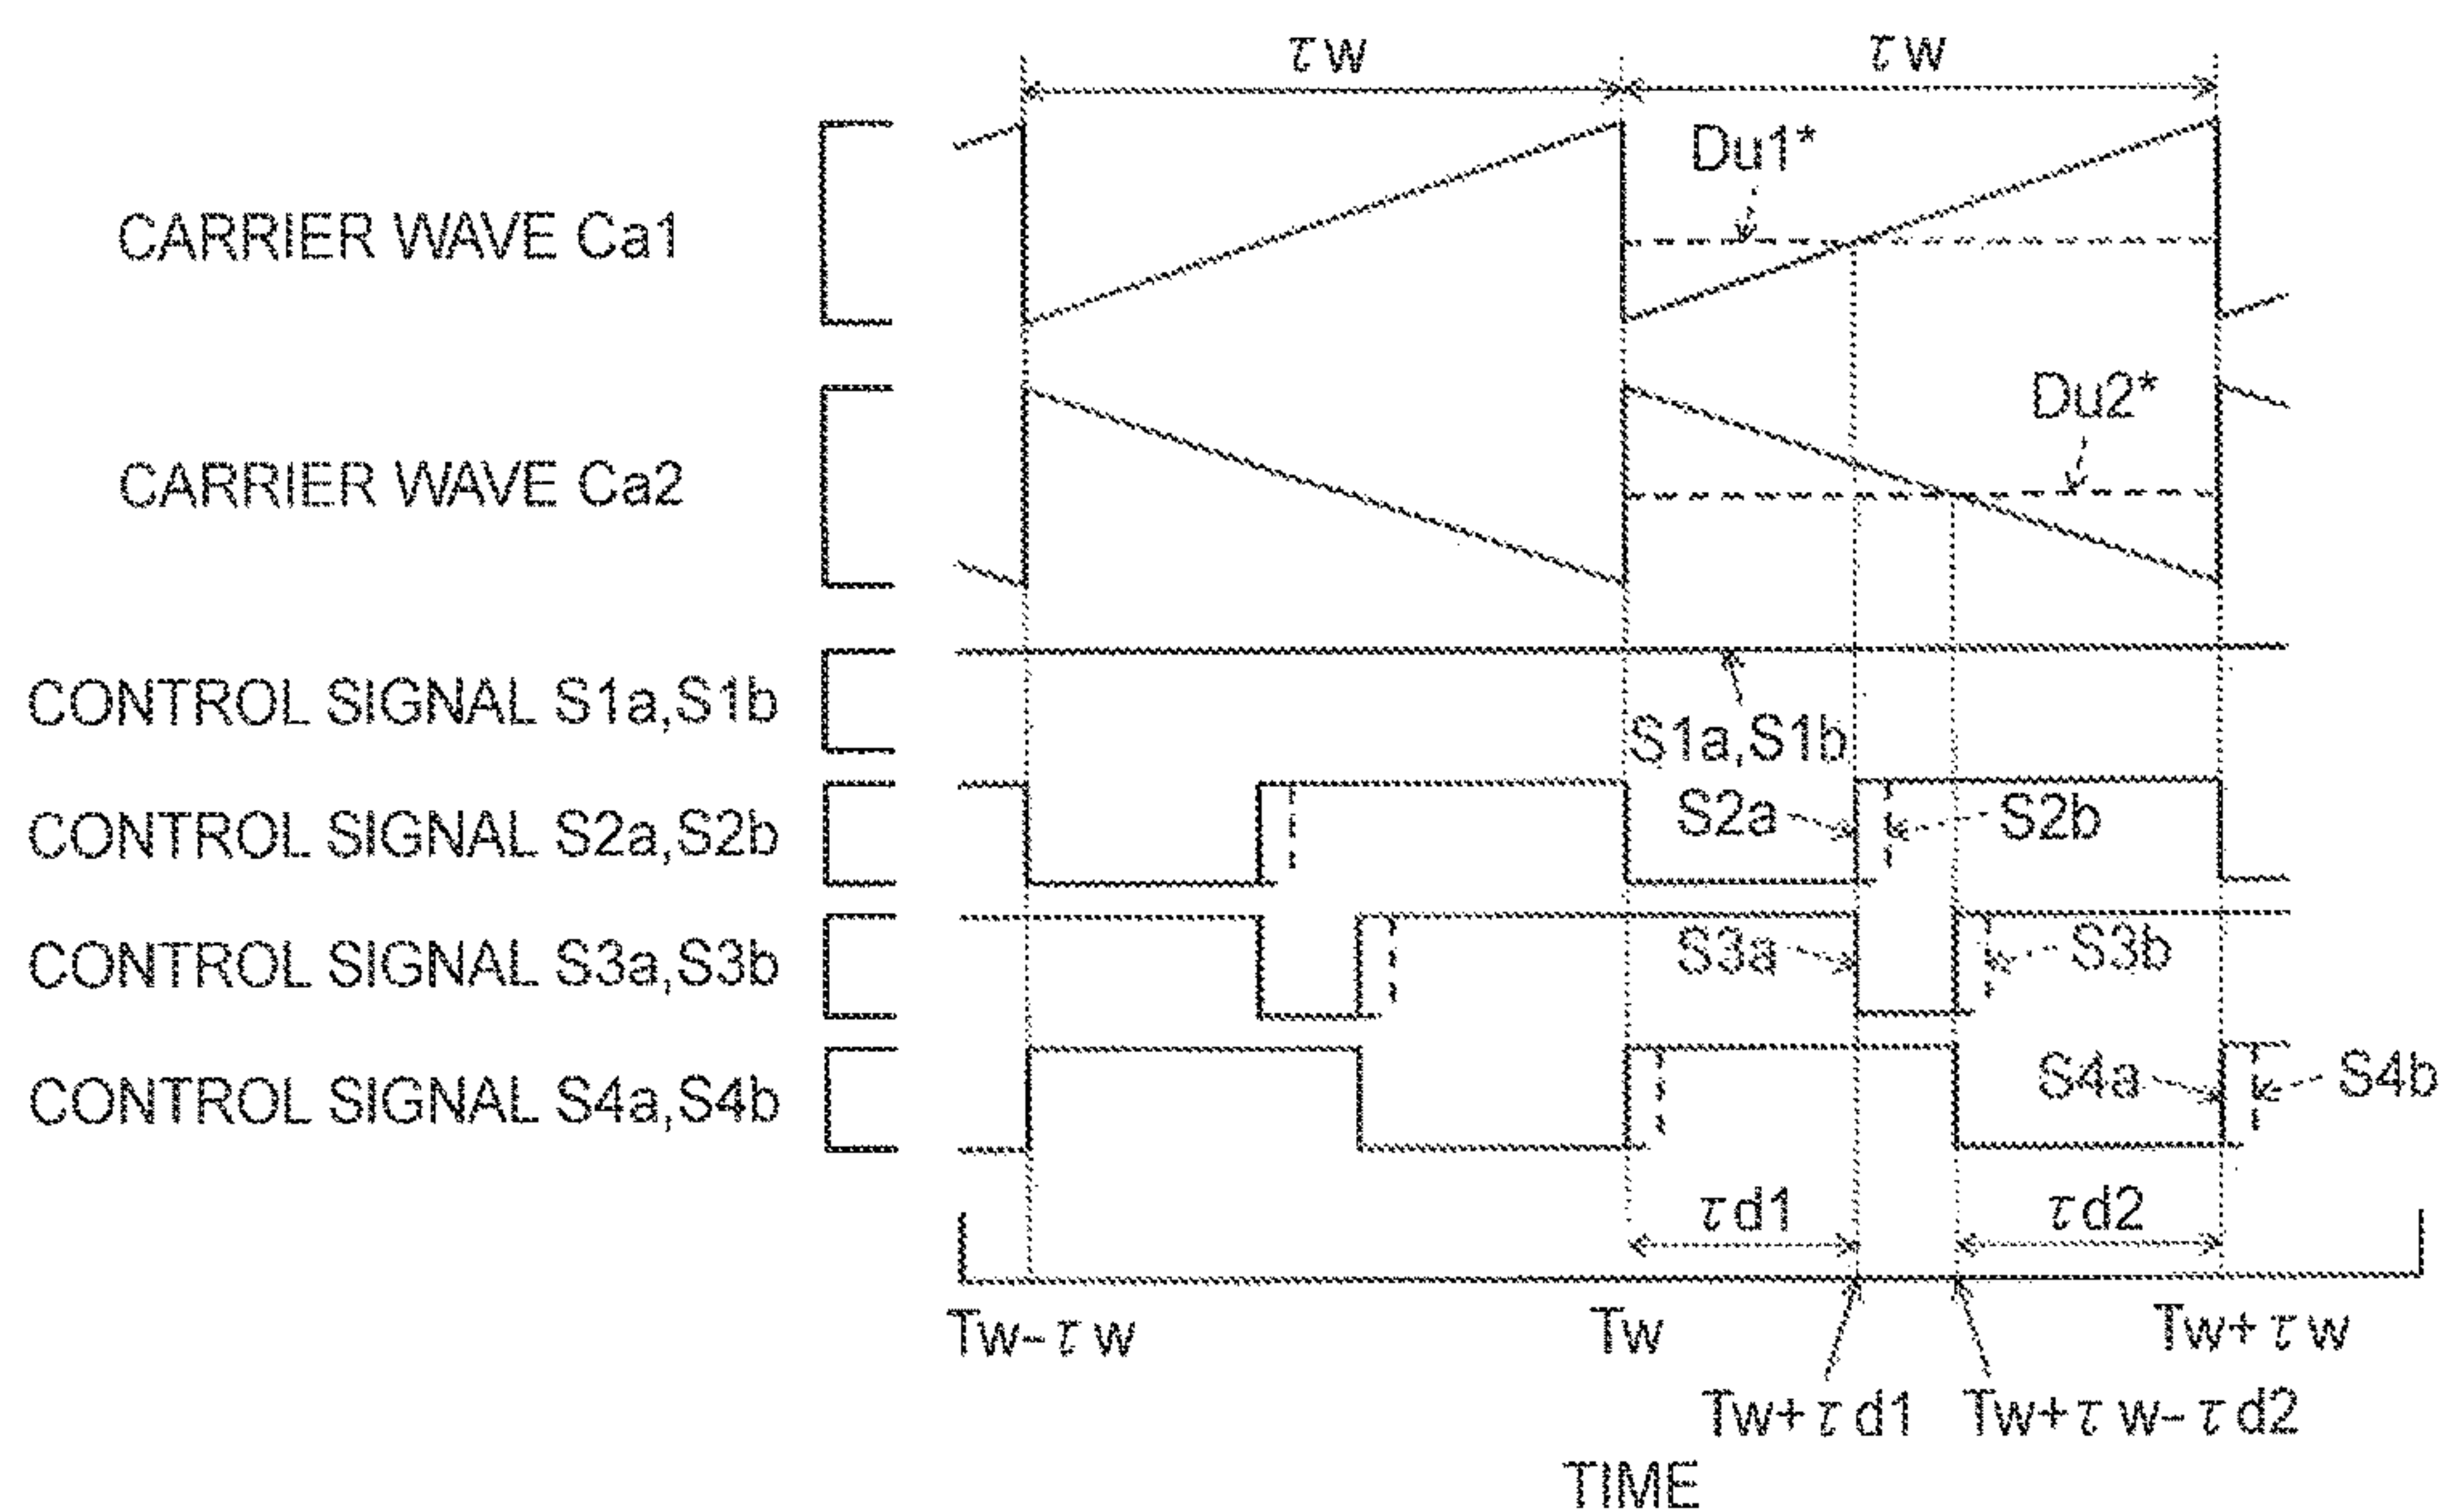 τw τw
Du1*
CARRIER WAVE Ca1
Du2*
CARRIER WAVE Ca2
CONTROL SIGNAL S1a,S1b
S1a,S1b
CONTROL SIGNAL S2a,S2b
S2a S2b
CONTROL SIGNAL S3a,S3b
S3a S3b
CONTROL SIGNAL S4a,S4b
S4a S4b
τd1 τd2
Tw-τw Tw Tw+τw
Tw+τd1 Tw+τw-τd2
TIME